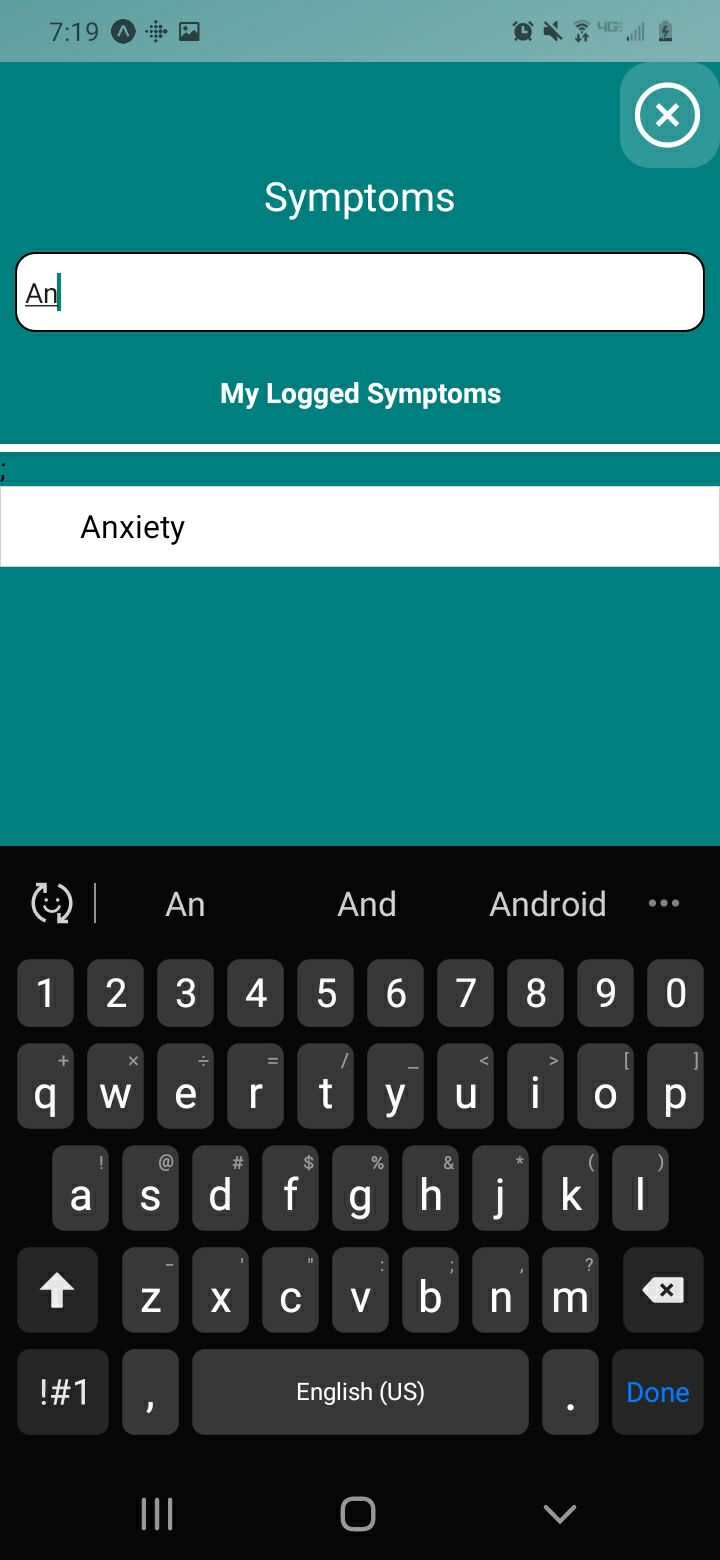 7:19 4GE
Symptoms
An
My Logged Symptoms
;
Anxiety
An And Android •••
1 2 3 4 5 6 7 8 9 0
+ × ÷ = / _ < > [ ]
q w e r t y u i o p
! @ # $ % & * ( )
a s d f g h j k l
- ' " : ; , ?
z x c v b n m
!#1 , English (US) . Done